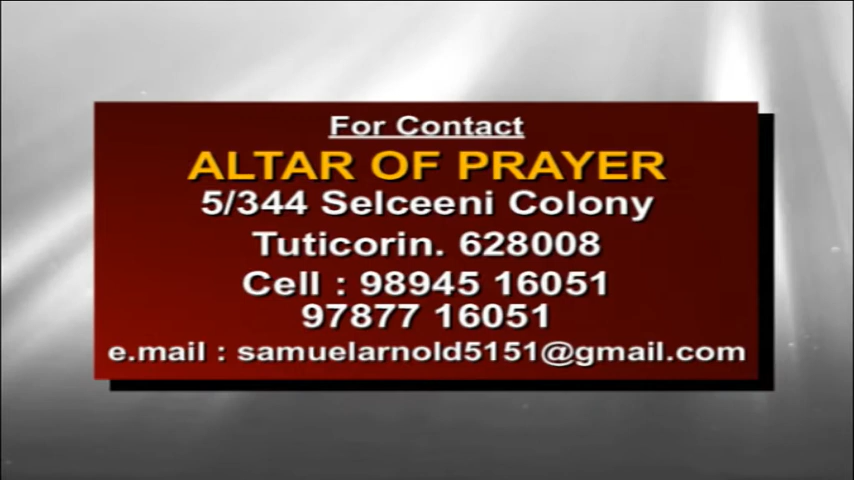 For Contact
ALTAR OF PRAYER
5/344 Selceeni Colony
Tuticorin. 628008
Cell : 98945 16051
97877 16051
e.mail : samuelarnold5151@gmail.com